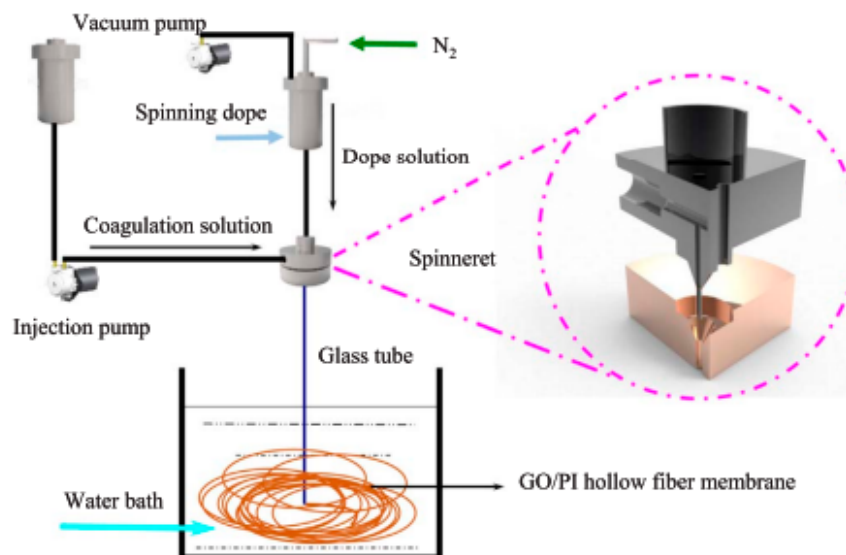 Vacuum pump
N2
Spinning dope
Dope solution
Coagulation solution
Spinneret
Injection pump
Glass tube
GO/PI hollow fiber membrane
Water bath